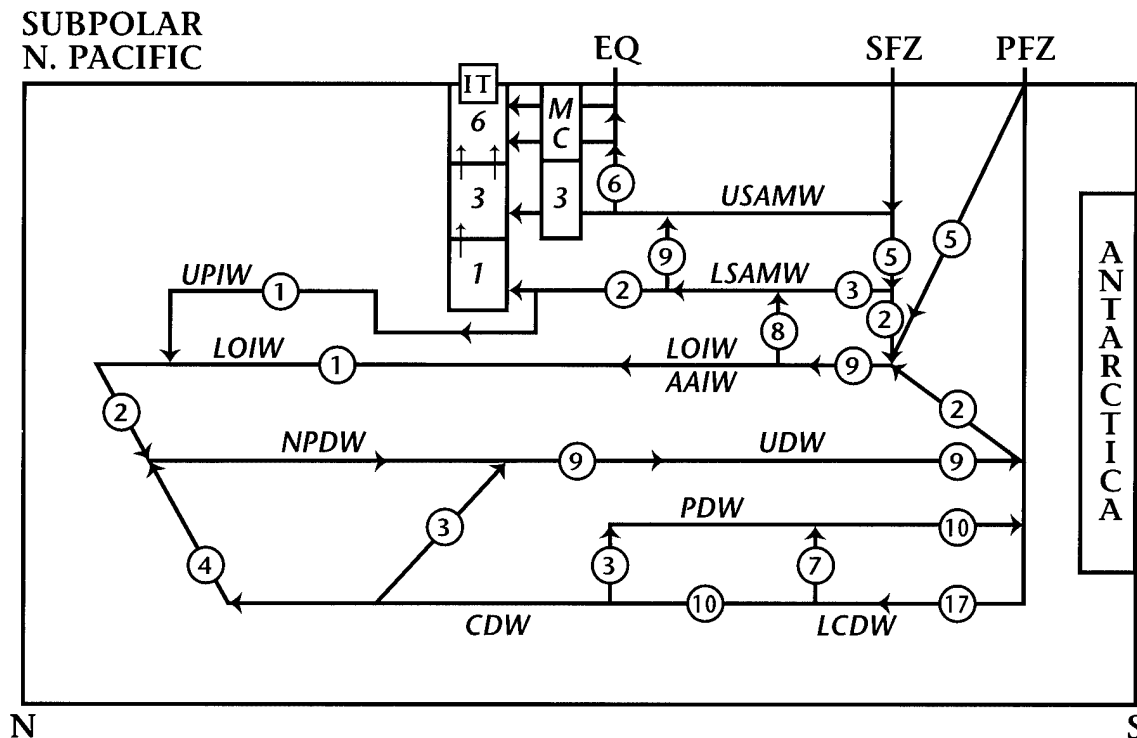 SUBPOLAR
N. PACIFIC
EQ
SFZ
PFZ
IT
6
M
C
3
3
1
6
USAMW
9
5
5
UPIW
1
2
LSAMW
3
2
8
LOIW
1
LOIW
AAIW
9
2
2
NPDW
9
UDW
9
PDW
10
3
4
3
7
CDW
10
LCDW
17
ANTARCTICA
N
S